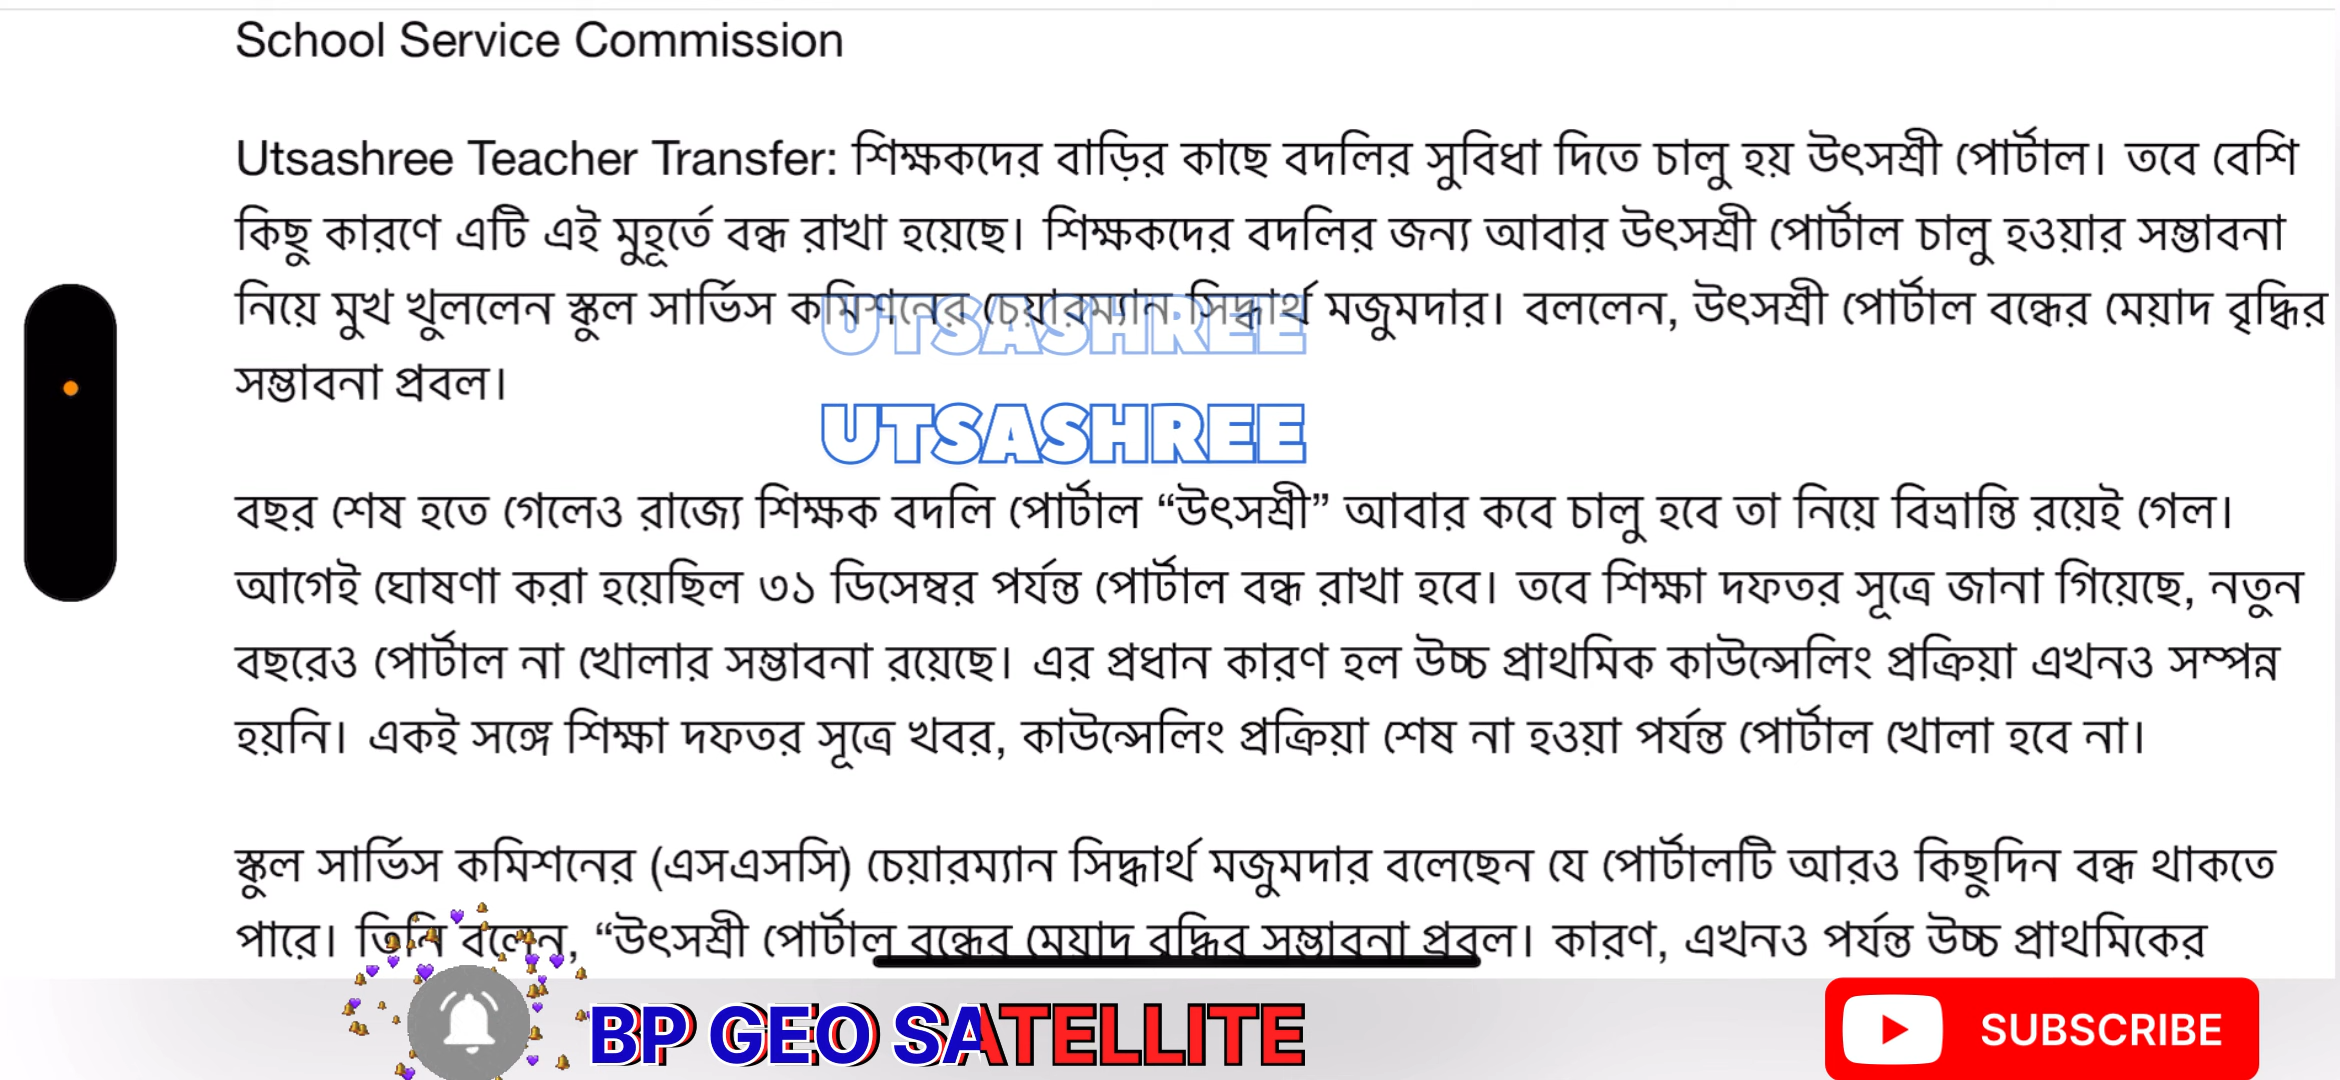 School Service Commission
Utsashree Teacher Transfer: শিক্ষকদের বাড়ির কাছে বদলির সুবিধা দিতে চালু হয় উৎসশ্রী পোর্টাল। তবে বেশি
কিছু কারণে এটি এই মুহূর্তে বন্ধ রাখা হয়েছে। শিক্ষকদের বদলির জন্য আবার উৎসশ্রী পোর্টাল চালু হওয়ার সম্ভাবনা
নিয়ে মুখ খুললেন স্কুল সার্ভিস কমিশনের চেয়ারম্যান সিদ্ধার্থ মজুমদার। বললেন, উৎসশ্রী পোর্টাল বন্ধের মেয়াদ বৃদ্ধির
UTSASHREE
সম্ভাবনা প্রবল।
UTSASHREE
বছর শেষ হতে গেলেও রাজ্যে শিক্ষক বদলি পোর্টাল “উৎসশ্রী” আবার কবে চালু হবে তা নিয়ে বিভ্রান্তি রয়েই গেল।
আগেই ঘোষণা করা হয়েছিল ৩১ ডিসেম্বর পর্যন্ত পোর্টাল বন্ধ রাখা হবে। তবে শিক্ষা দফতর সূত্রে জানা গিয়েছে, নতুন
বছরেও পোর্টাল না খোলার সম্ভাবনা রয়েছে। এর প্রধান কারণ হল উচ্চ প্রাথমিক কাউন্সেলিং প্রক্রিয়া এখনও সম্পন্ন
হয়নি। একই সঙ্গে শিক্ষা দফতর সূত্রে খবর, কাউন্সেলিং প্রক্রিয়া শেষ না হওয়া পর্যন্ত পোর্টাল খোলা হবে না।
স্কুল সার্ভিস কমিশনের (এসএসসি) চেয়ারম্যান সিদ্ধার্থ মজুমদার বলেছেন যে পোর্টালটি আরও কিছুদিন বন্ধ থাকতে
পারে। তিনি বলেন, “উৎসশ্রী পোর্টাল বন্ধের মেয়াদ বৃদ্ধির সম্ভাবনা প্রবল। কারণ, এখনও পর্যন্ত উচ্চ প্রাথমিকের
BP GEO SATELLITE
SUBSCRIBE